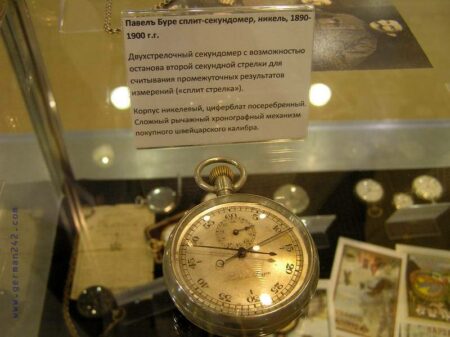 Павелъ Буре сплит-секундомер, никель, 1890-
1900 г.г.
Двухстрелочный секундомер с возможностью
останова второй секундной стрелки для
считывания промежуточных результатов
измерений («сплит стрелка»).
Корпус никелевый, циферблат посеребренный.
Сложный рычажный хронографный механизм
покупного швейцарского калибра.
www.german242.com